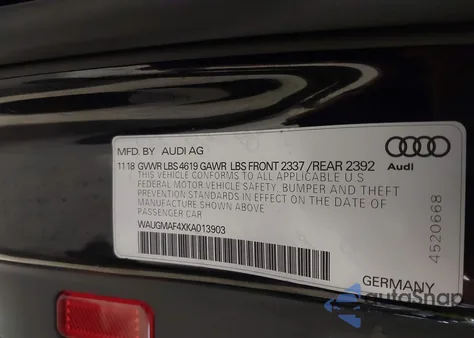 MFD. BY AUDI AG
11 18 GVWR LBS 4619 GAWR LBS FRONT 2337 /REAR 2392
THIS VEHICLE CONFORMS TO ALL APPLICABLE U.S
FEDERAL MOTOR VEHICLE SAFETY, BUMPER AND THEFT
PREVENTION STANDARDS IN EFFECT ON THE DATE OF
MANUFACTURE SHOWN ABOVE
PASSENGER CAR
WAUGMAF4XKA013903
Audi
4520668
GERMANY
autoSnap